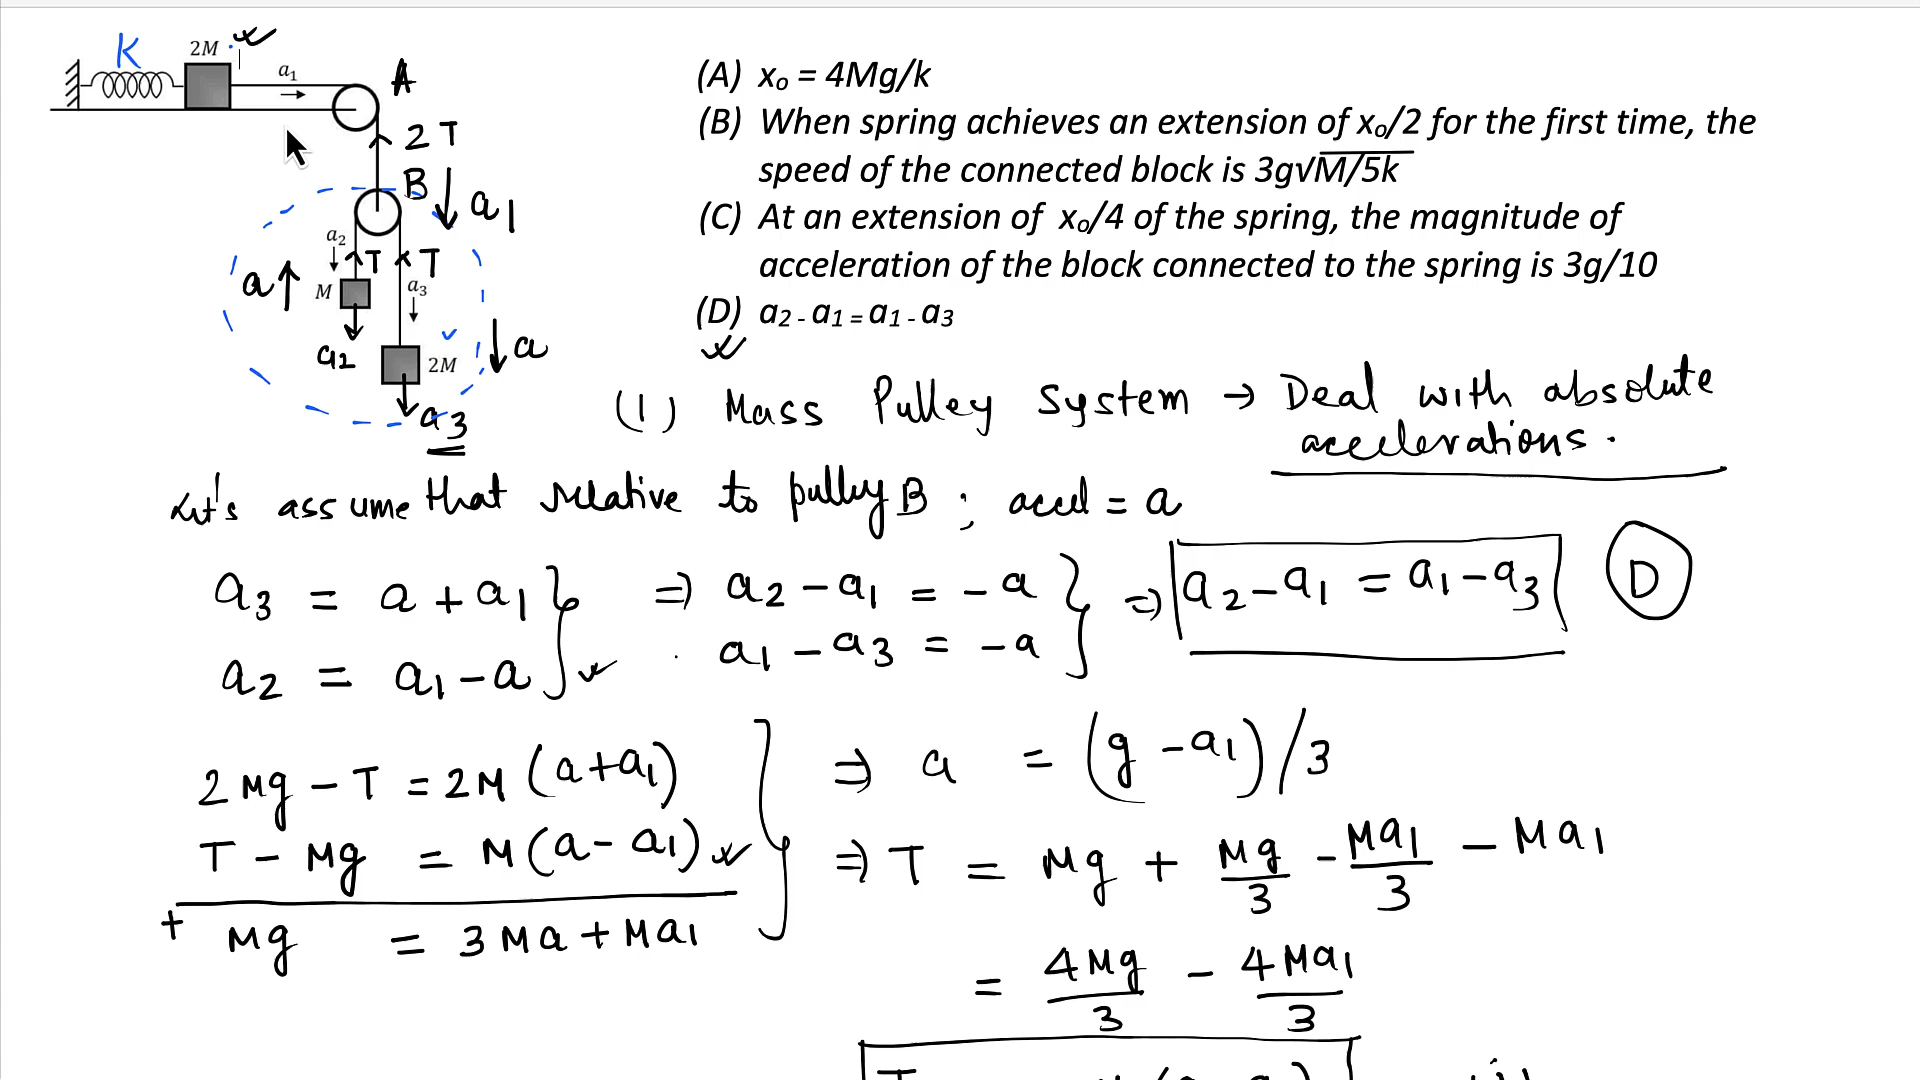 K
2M
a₁
A
2T
B
a₁
a₂
T
T
a
M
a₃
a₂
2M
a
a₃
(A) xₒ = 4Mg/k
(B) When spring achieves an extension of xₒ/2 for the first time, the
speed of the connected block is 3g√M/5k
(C) At an extension of xₒ/4 of the spring, the magnitude of
acceleration of the block connected to the spring is 3g/10
(D) a₂ - a₁ = a₁ - a₃
(1) Mass Pulley System → Deal with absolute
accelerations.
Let's assume that relative to pulley B ; accel = a
a₃ = a + a₁ } ⇒ a₂ - a₁ = -a } ⇒ a₂ - a₁ = a₁ - a₃ D
a₂ = a₁ - a } a₁ - a₃ = -a }
2Mg - T = 2M (a + a₁) } ⇒ a = (g - a₁)/3
T - Mg = M(a - a₁) ⇒ T = Mg + Mg/3 - Ma₁/3 - Ma₁
+ Mg = 3Ma + Ma₁
= 4Mg/3 - 4Ma₁/3